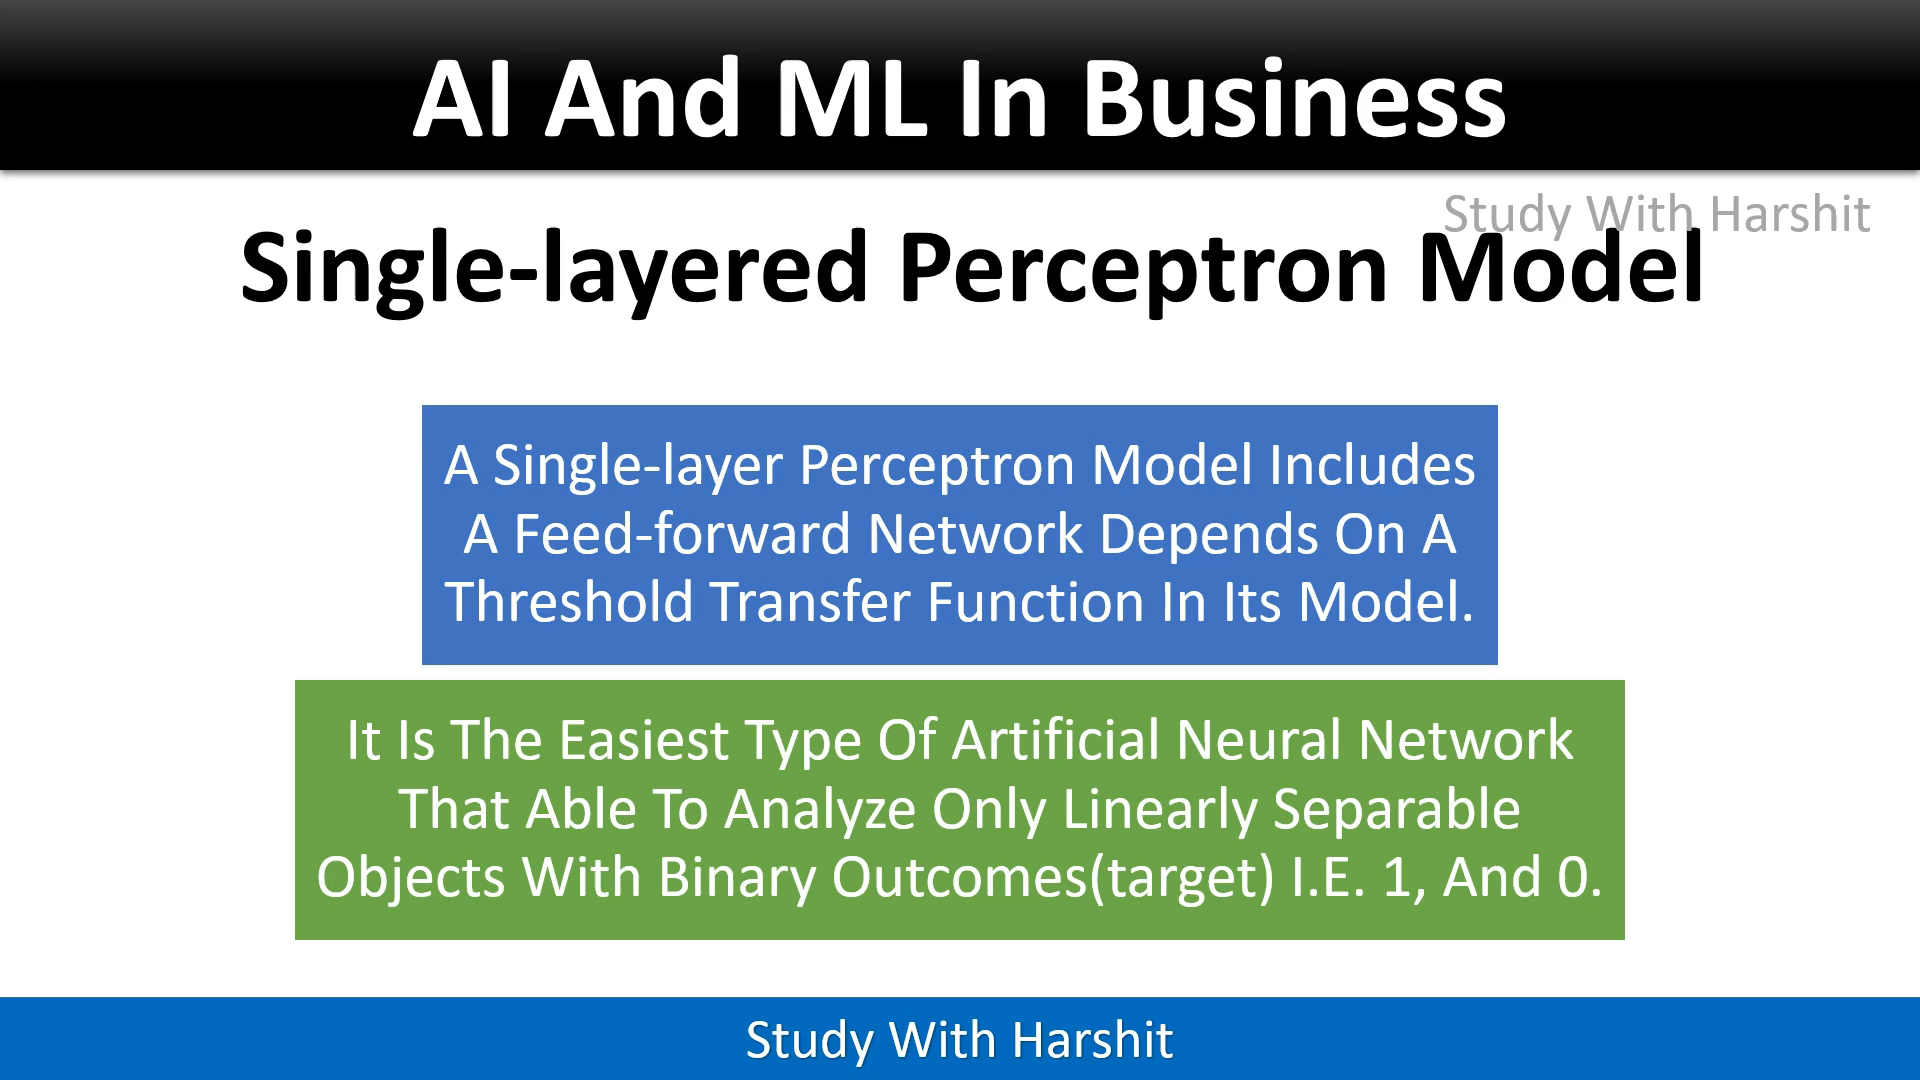 AI And ML In Business
Study With Harshit
Single-layered Perceptron Model
A Single-layer Perceptron Model Includes
A Feed-forward Network Depends On A
Threshold Transfer Function In Its Model.
It Is The Easiest Type Of Artificial Neural Network
That Able To Analyze Only Linearly Separable
Objects With Binary Outcomes(target) I.E. 1, And 0.
Study With Harshit